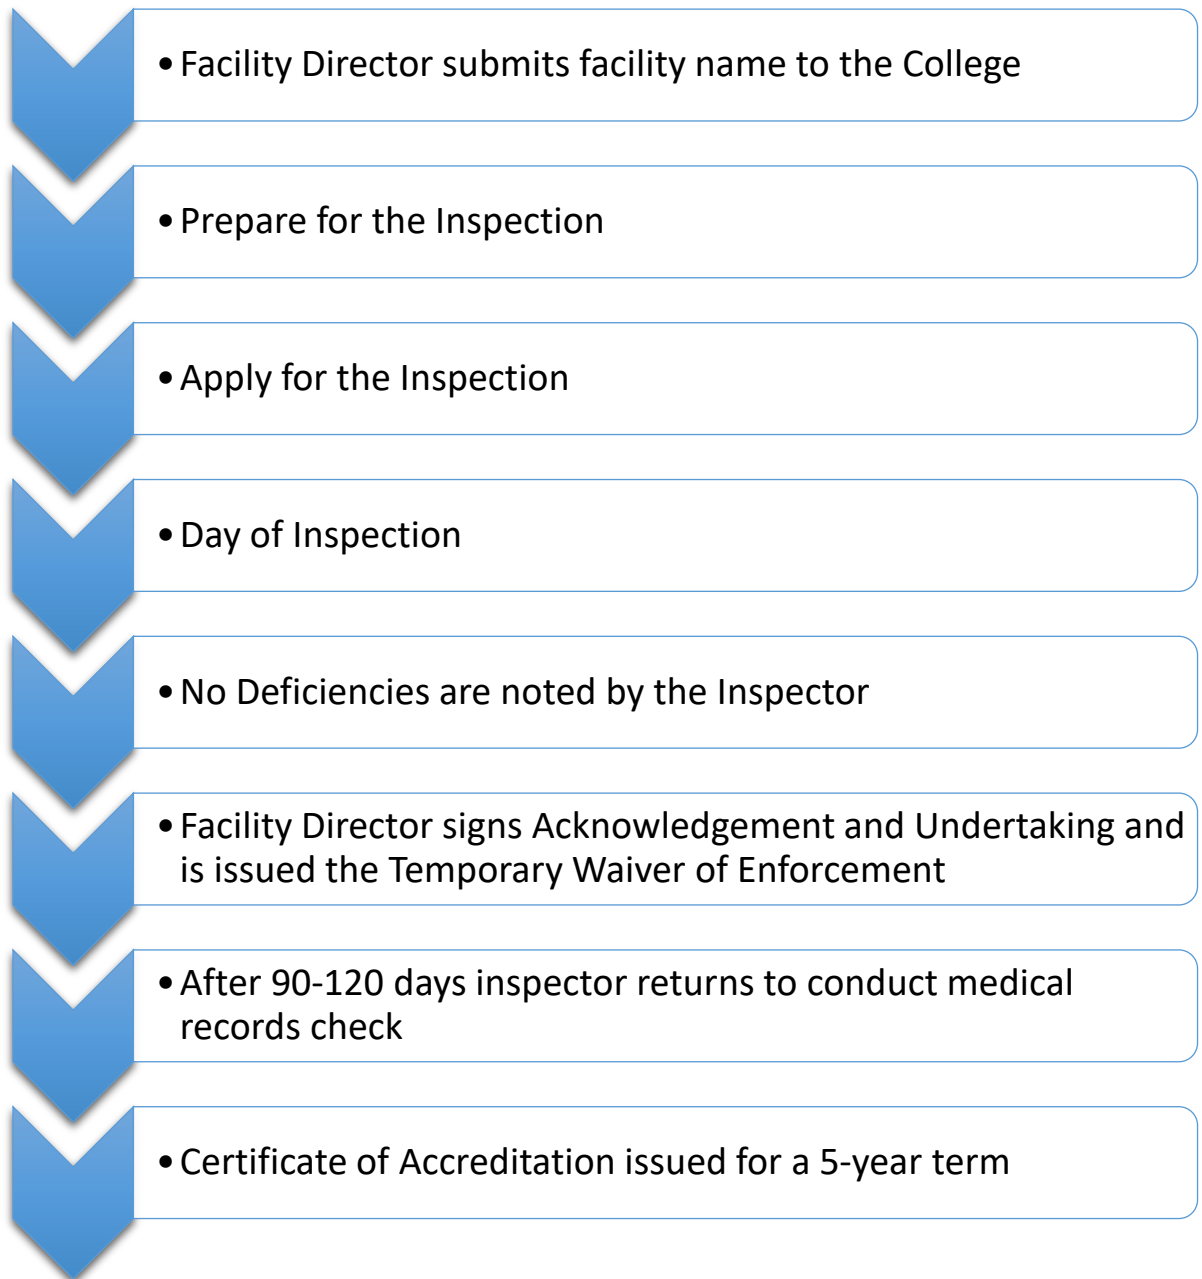 • Facility Director submits facility name to the College
• Prepare for the Inspection
• Apply for the Inspection
• Day of Inspection
• No Deficiencies are noted by the Inspector
• Facility Director signs Acknowledgement and Undertaking and
is issued the Temporary Waiver of Enforcement
• After 90-120 days inspector returns to conduct medical
records check
• Certificate of Accreditation issued for a 5-year term